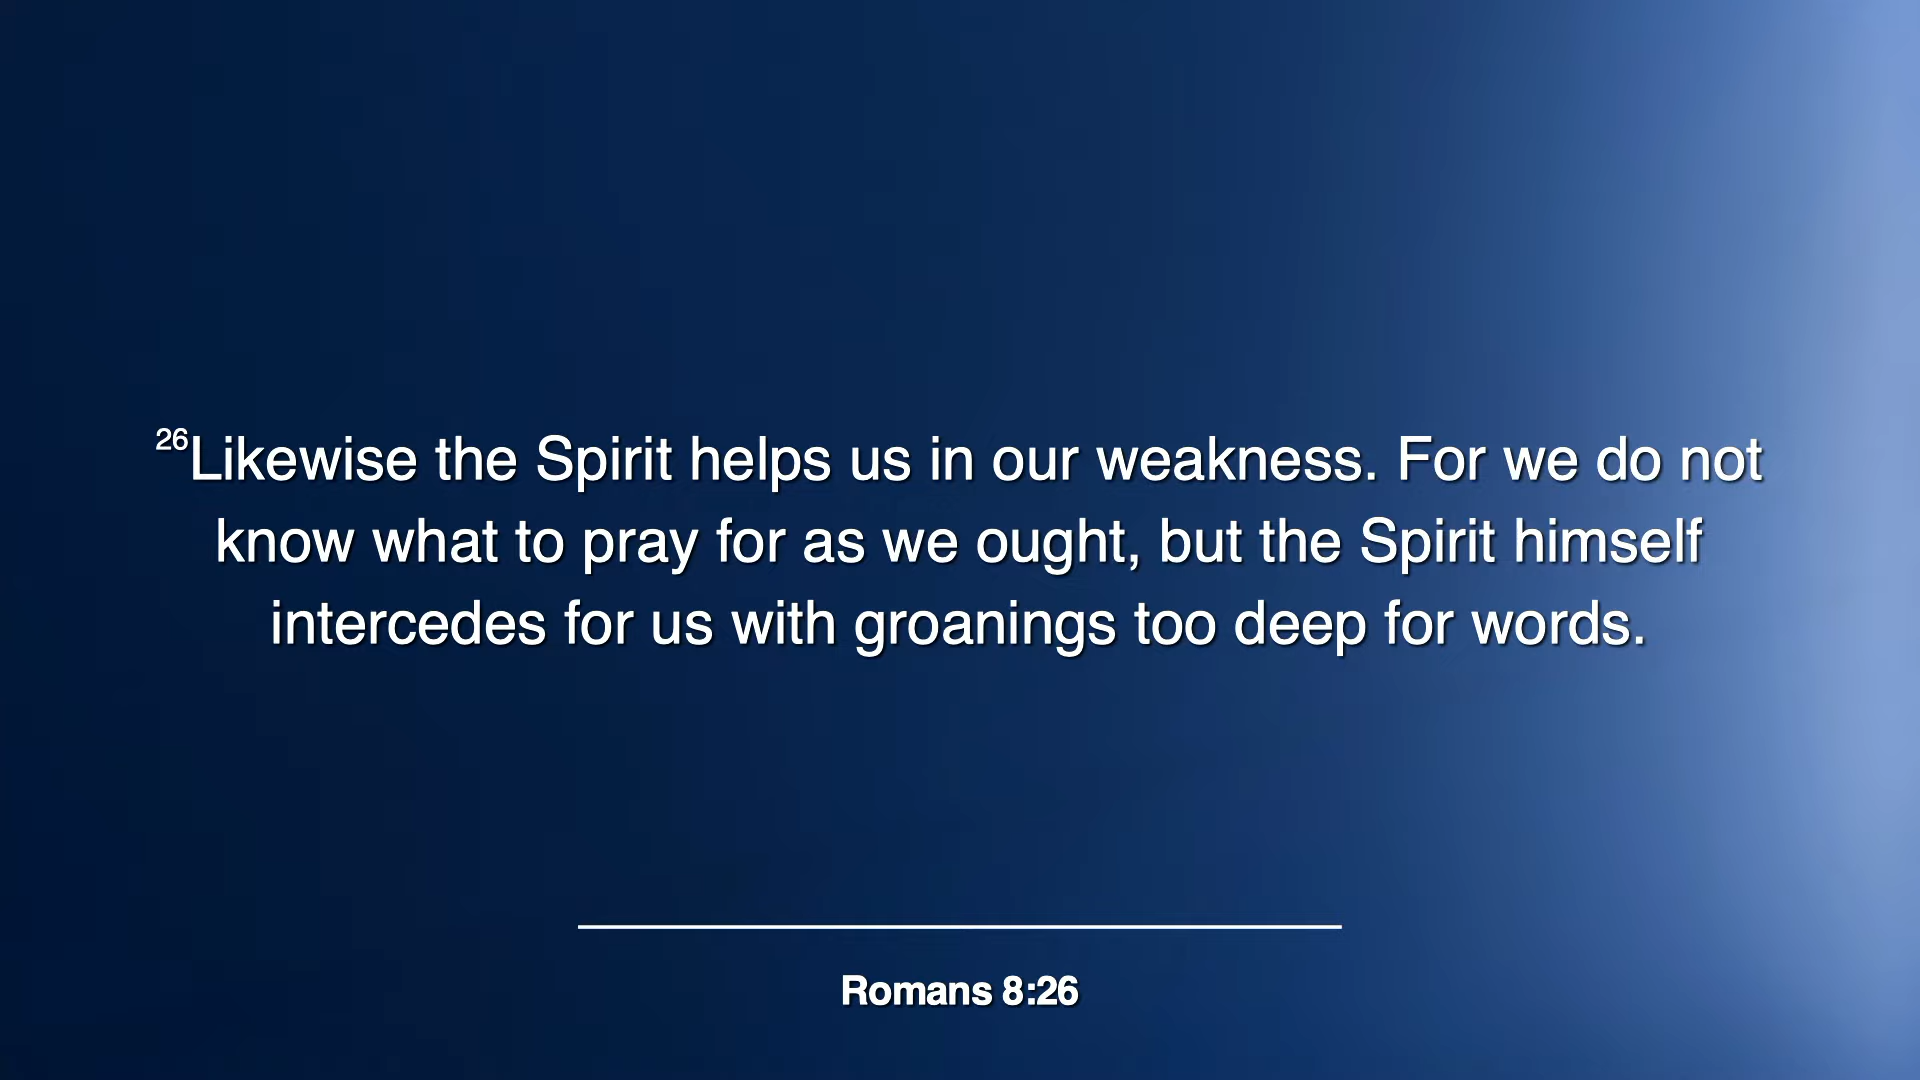 26Likewise the Spirit helps us in our weakness. For we do not
know what to pray for as we ought, but the Spirit himself
intercedes for us with groanings too deep for words.
Romans 8:26